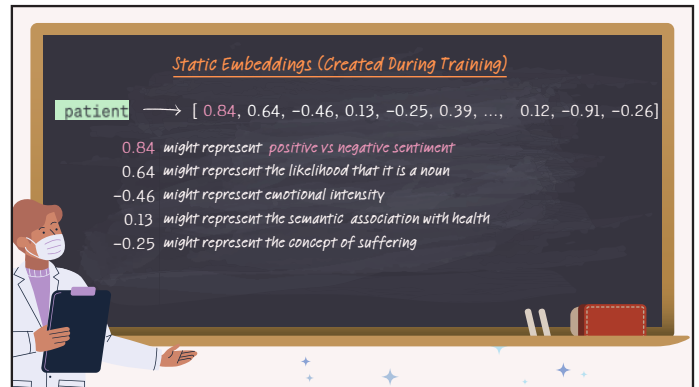 Static Embeddings (Created During Training)
patient → [ 0.84, 0.64, −0.46, 0.13, −0.25, 0.39, ..., 0.12, −0.91, −0.26]
0.84 might represent positive vs negative sentiment
0.64 might represent the likelihood that it is a noun
−0.46 might represent emotional intensity
0.13 might represent the semantic association with health
−0.25 might represent the concept of suffering